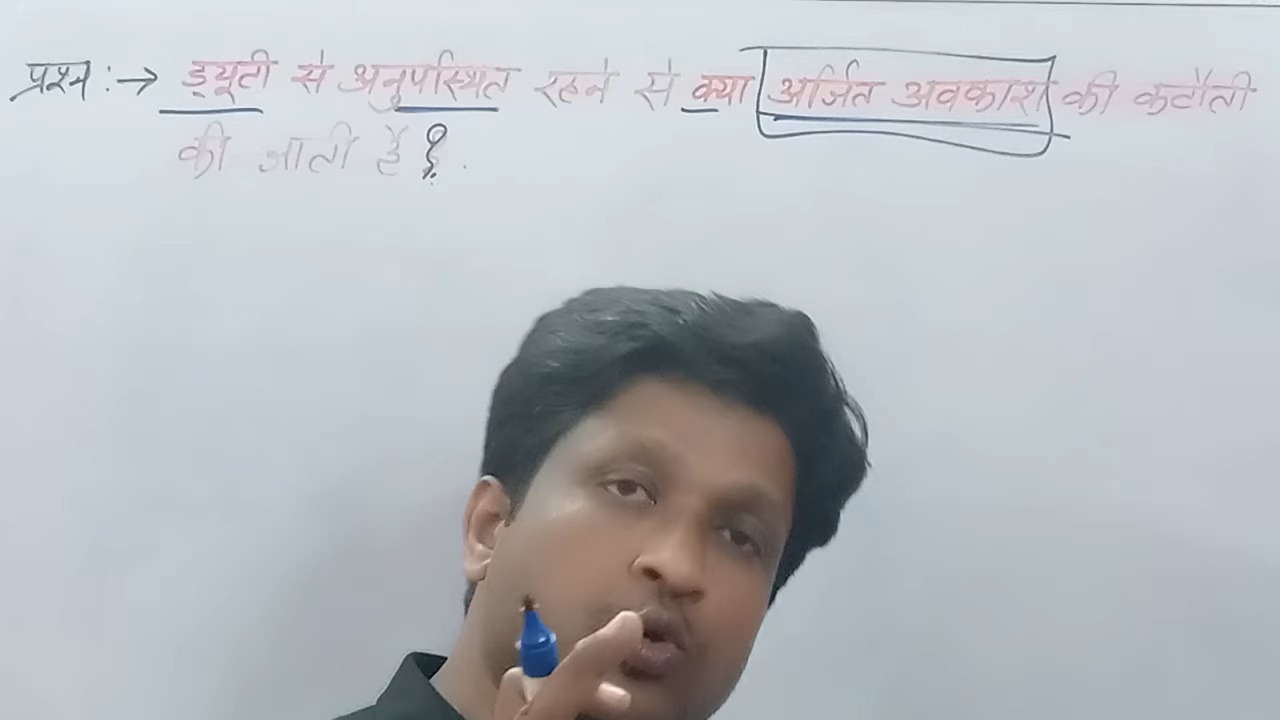 प्रश्न :→ ड्यूटी से अनुपस्थित रहने से क्या अर्जित अवकाश की कटौती
की जाती है ?.